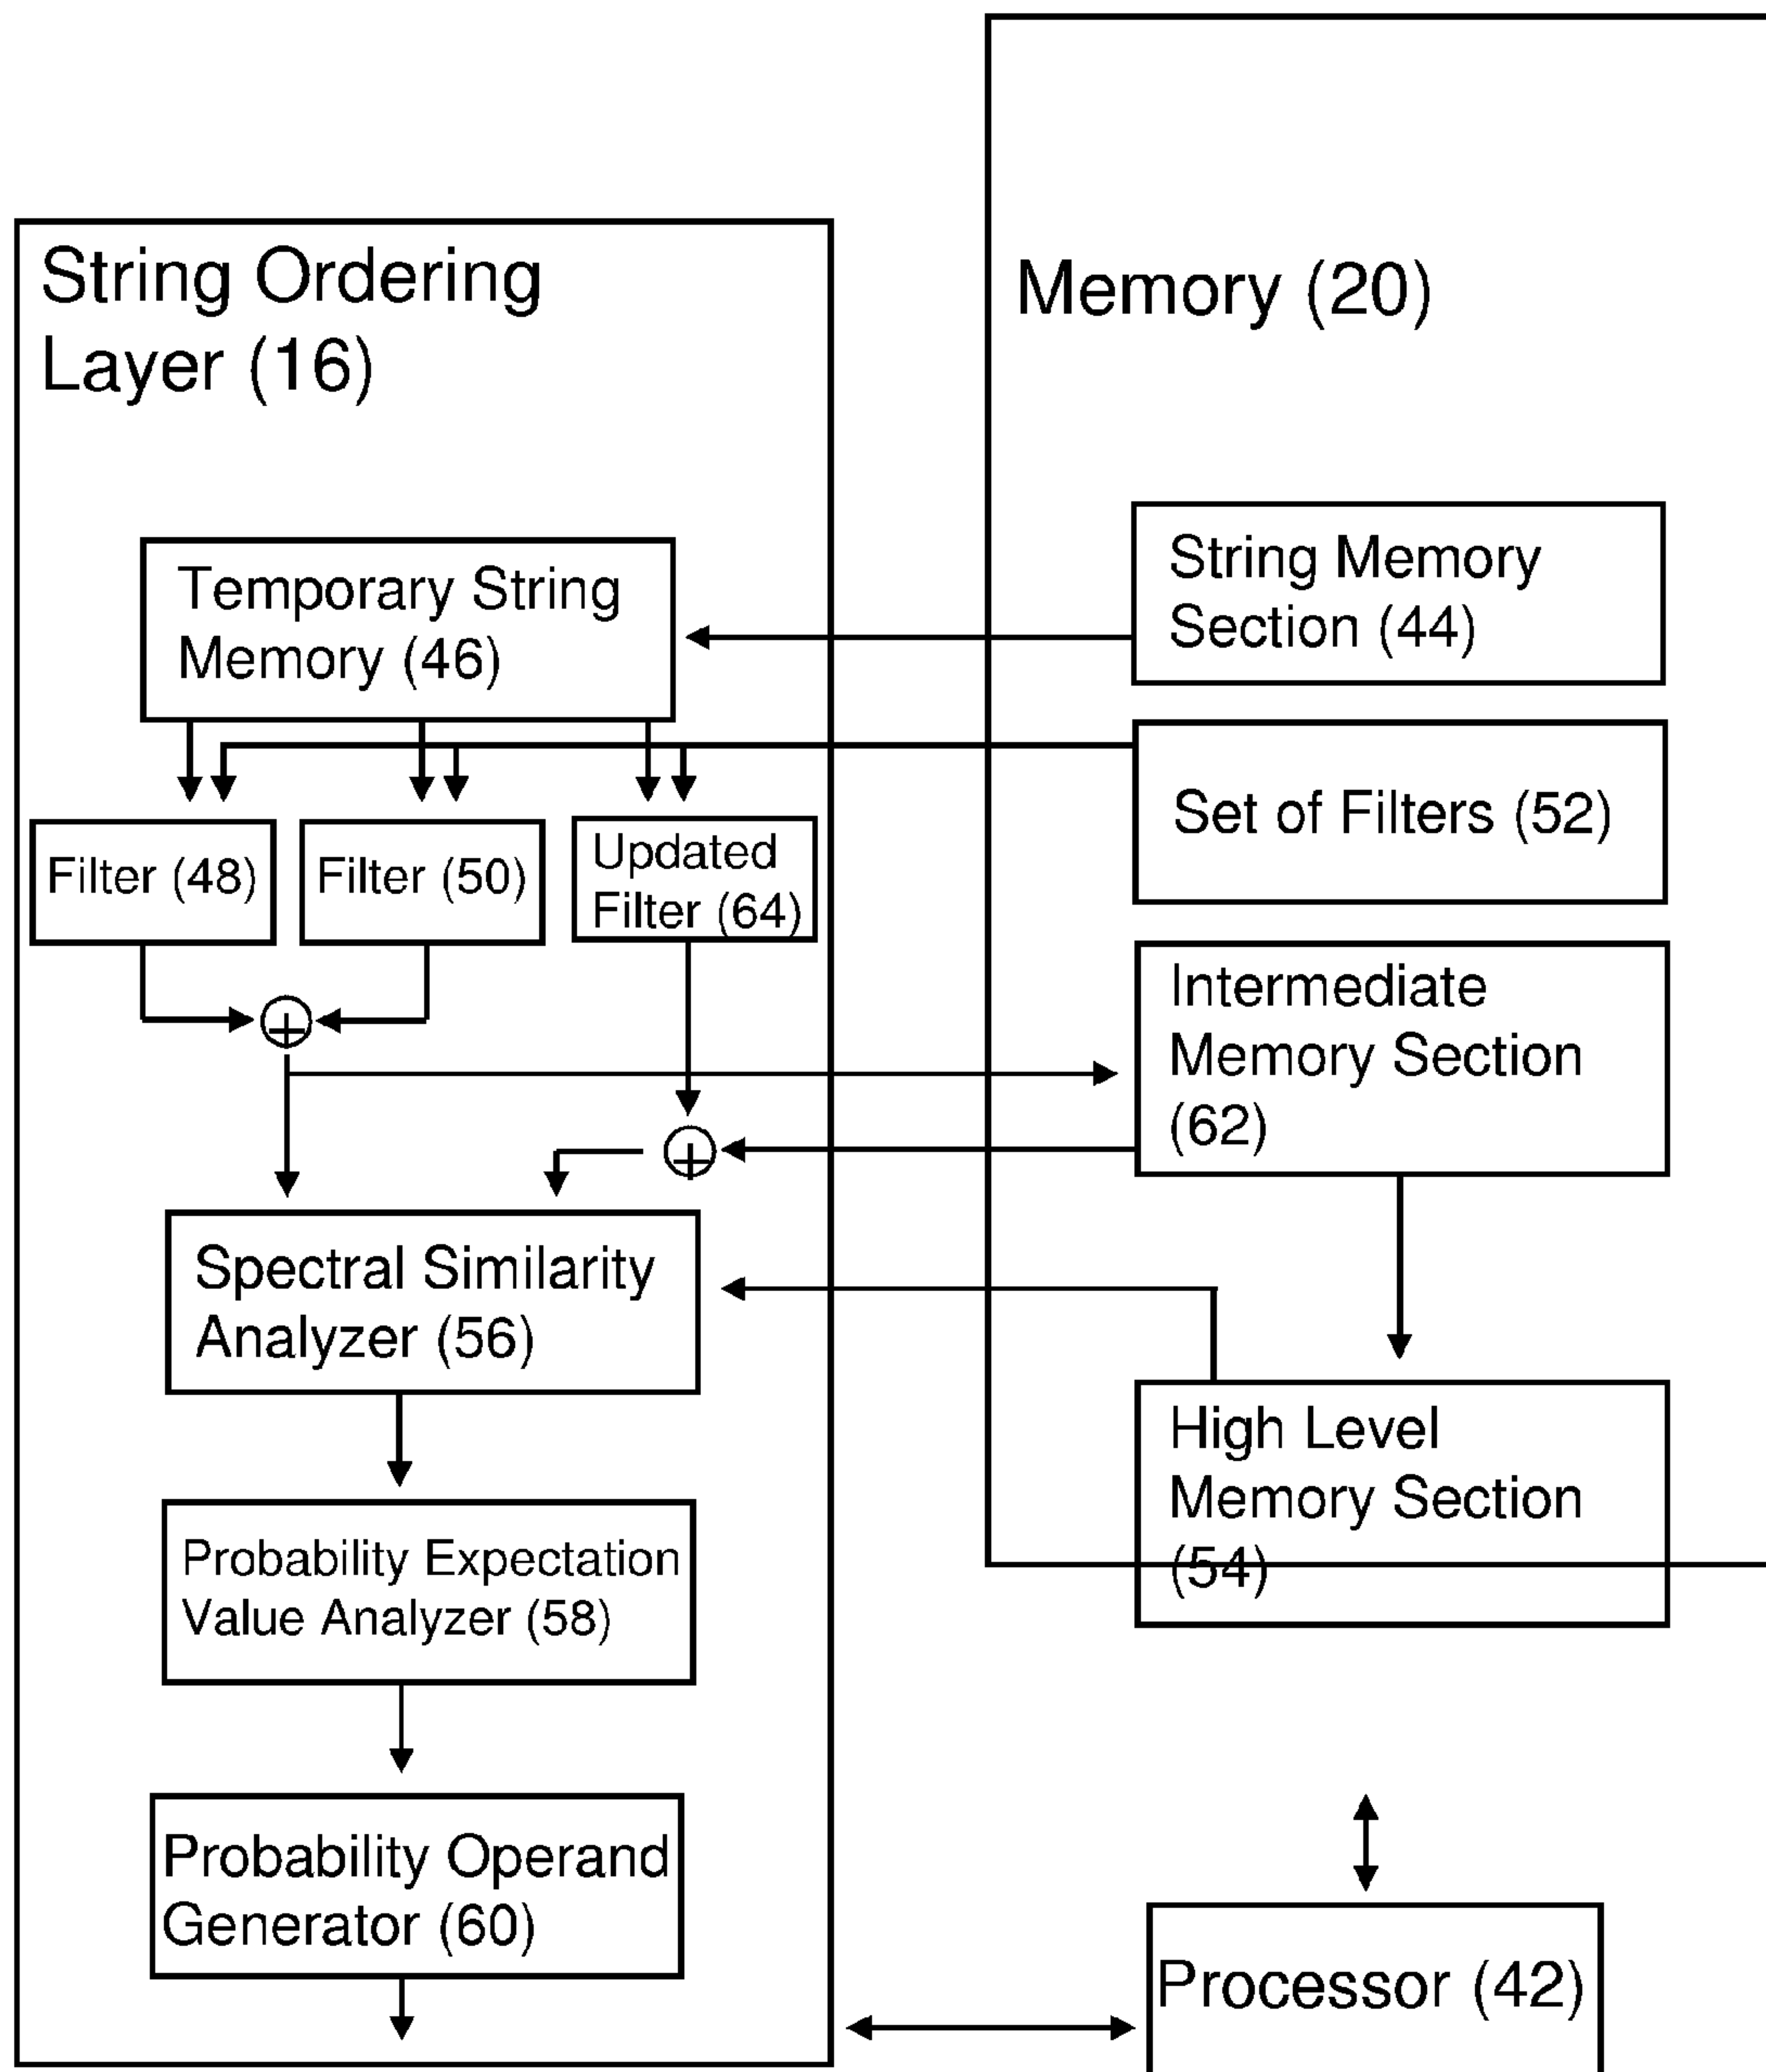 String Ordering
Layer (16)
Memory (20)
Temporary String
Memory (46)
String Memory
Section (44)
Set of Filters (52)
Filter (48)
Filter (50)
Updated
Filter (64)
Intermediate
Memory Section
(62)
Spectral Similarity
Analyzer (56)
High Level
Memory Section
(54)
Probability Expectation
Value Analyzer (58)
Probability Operand
Generator (60)
Processor (42)